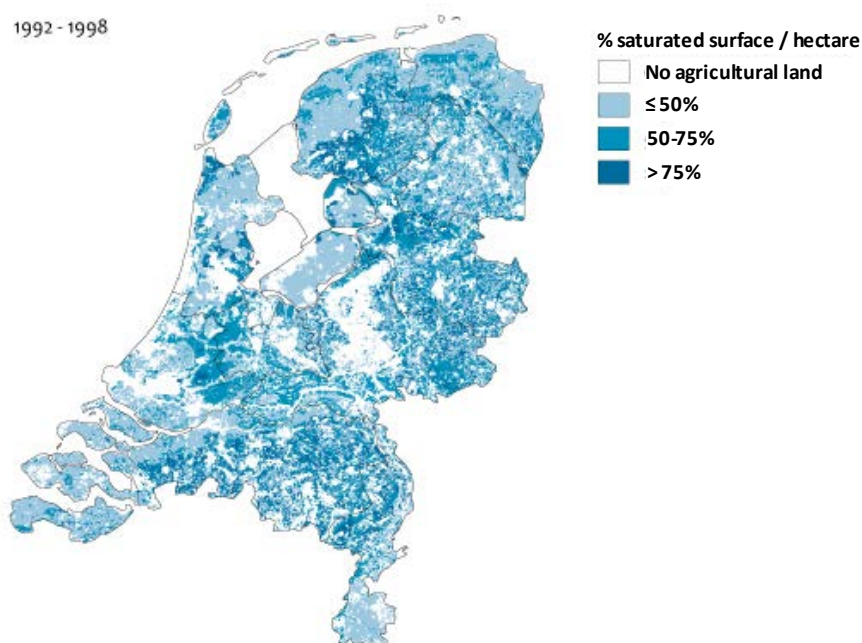 1992 - 1998
% saturated surface / hectare
No agricultural land
≤50%
50-75%
>75%